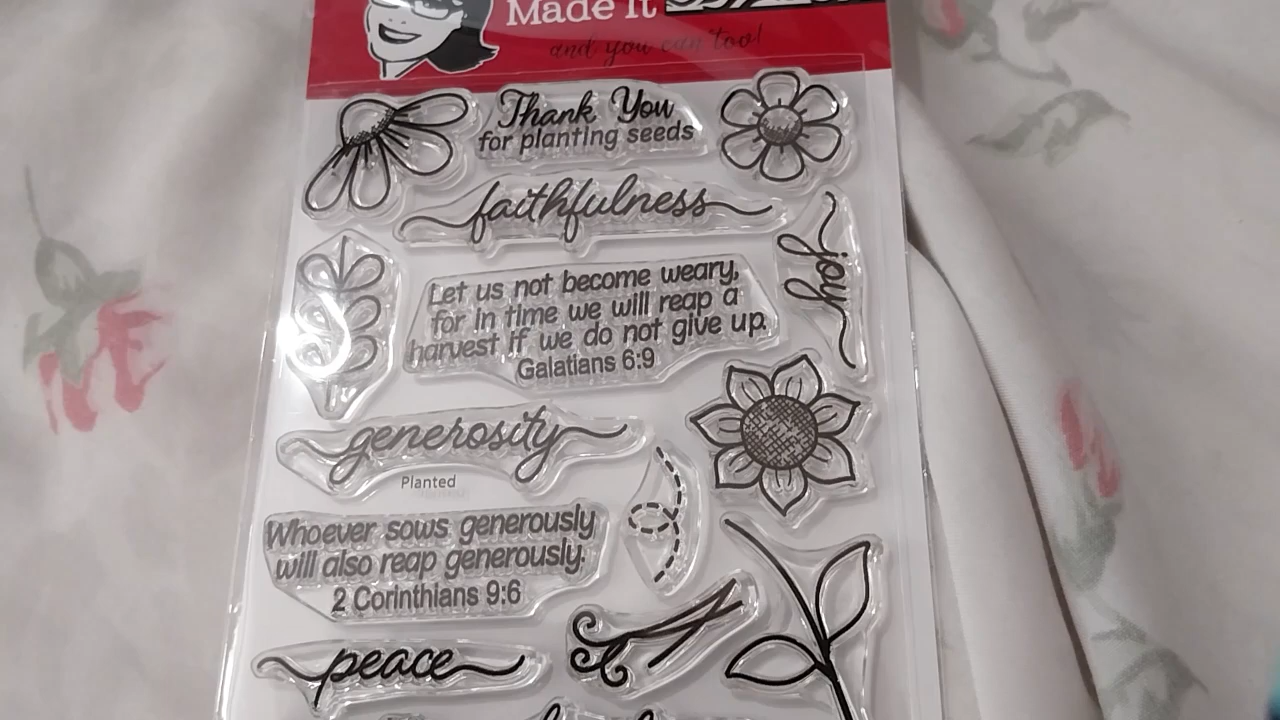 Made It
and you can too!
Thank You
for planting seeds
faithfulness
joy
Let us not become weary,
for in time we will reap a
harvest if we do not give up.
Galatians 6:9
generosity
Planted
Whoever sows generously
will also reap generously.
2 Corinthians 9:6
peace